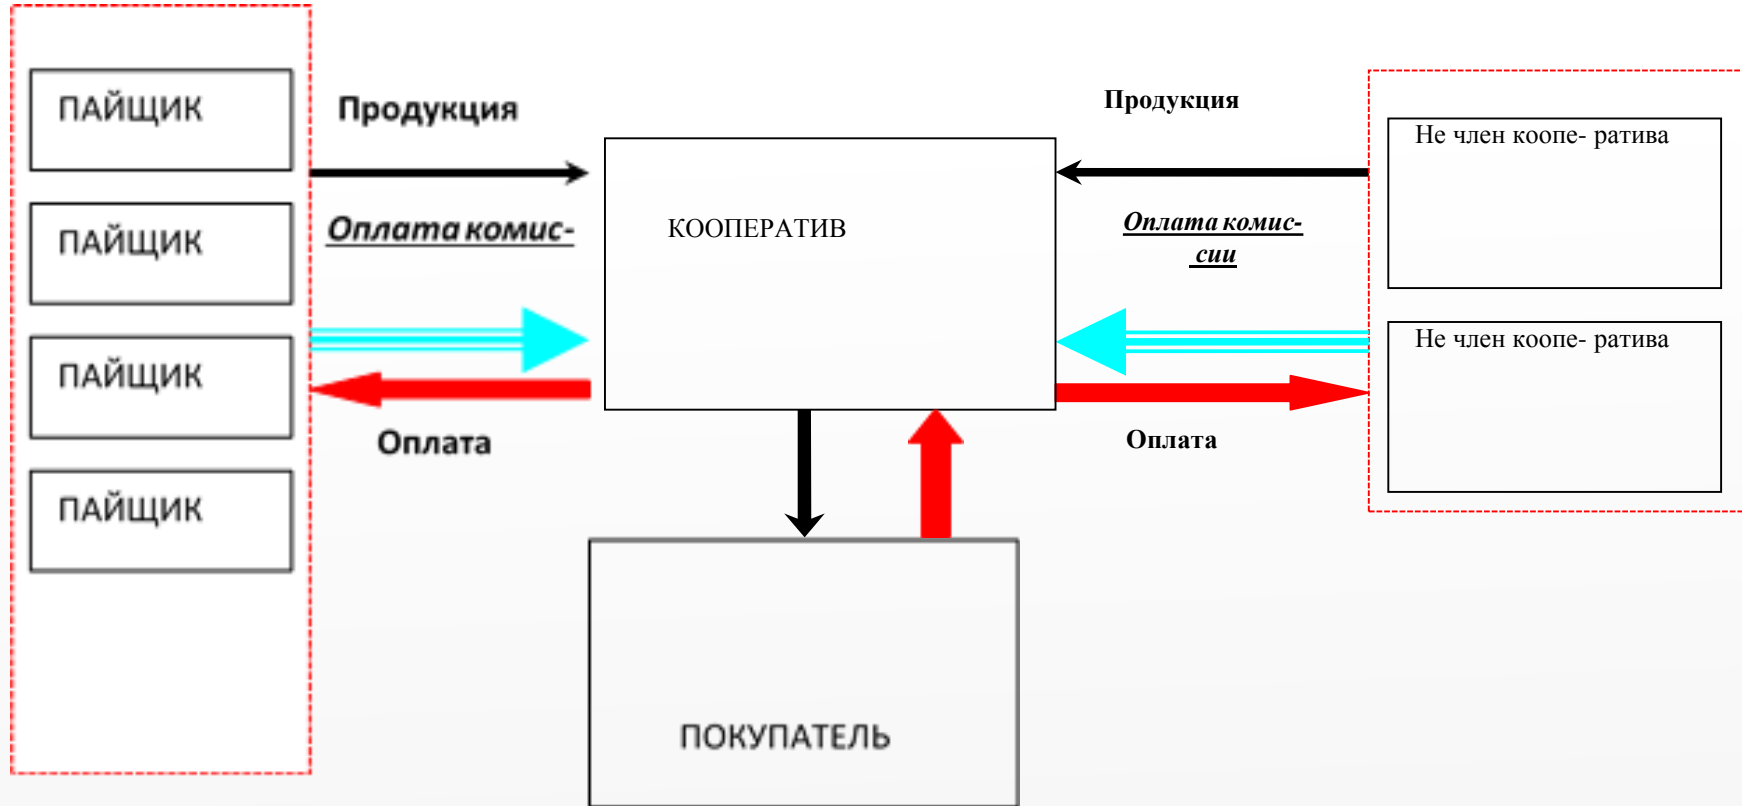 ПАЙЩИК
ПАЙЩИК
ПАЙЩИК
ПАЙЩИК
Продукция
Оплата комис-
Оплата
КООПЕРАТИВ
ПОКУПАТЕЛЬ
Продукция
Оплата комис-
сии
Оплата
Не член коопе- ратива
Не член коопе- ратива